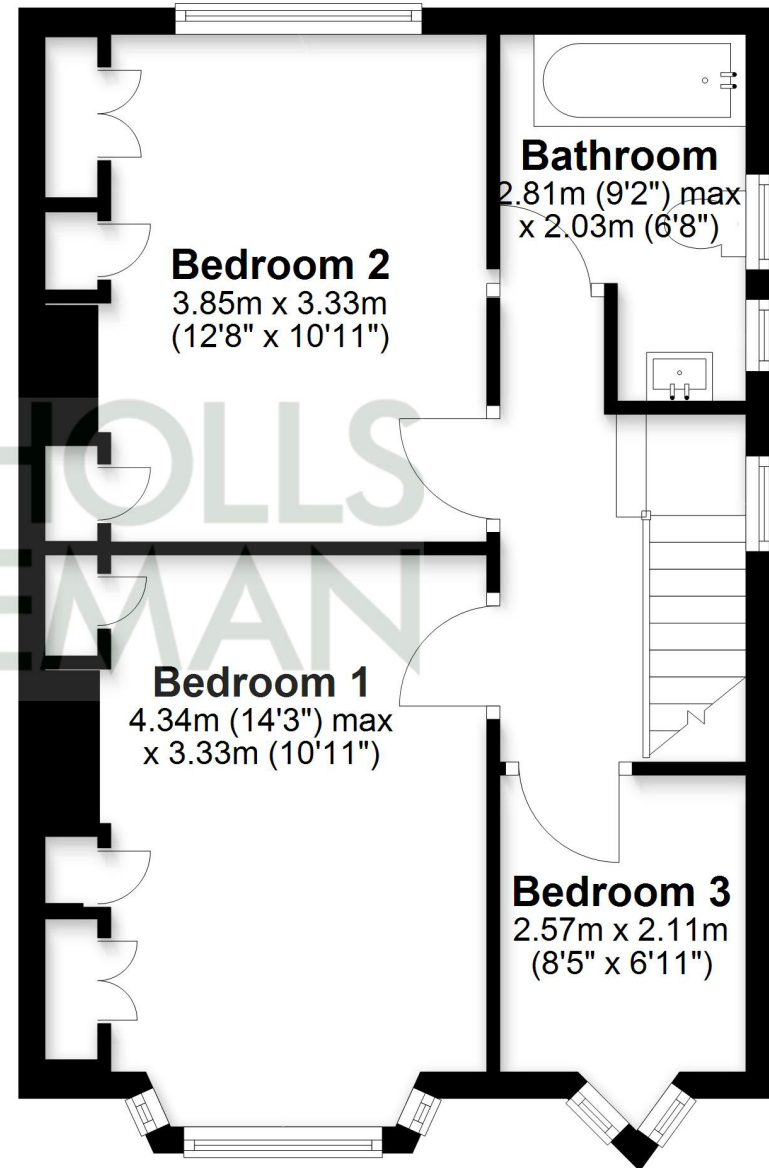 Bathroom
2.81m (9'2") max
x 2.03m (6'8")
Bedroom 2
3.85m x 3.33m
(12'8" x 10'11")
HOLLS
EMAN
Bedroom 1
4.34m (14'3") max
x 3.33m (10'11")
Bedroom 3
2.57m x 2.11m
(8'5" x 6'11")